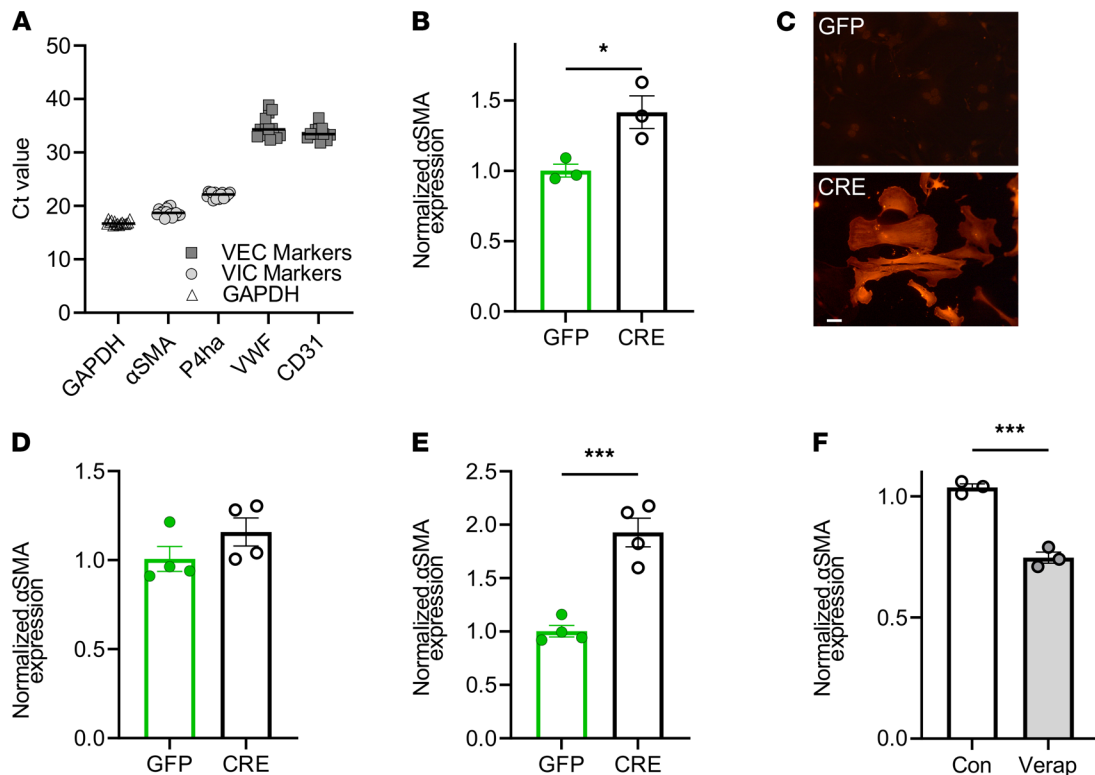 A
50
40
30
20
10
0
Ct value
VEC Markers
VIC Markers
GAPDH
GAPDH
αSMA
P4ha
VWF
CD31
B
*
1.5
1.0
0.5
0.0
Normalized αSMA
expression
GFP CRE
C
GFP
CRE
D
1.5
1.0
0.5
0.0
Normalized αSMA
expression
GFP CRE
E
***
2.5
2.0
1.5
1.0
0.5
0.0
Normalized αSMA
expression
GFP CRE
F
***
1.0
0.5
0.0
Normalized αSMA
expression
Con Verap